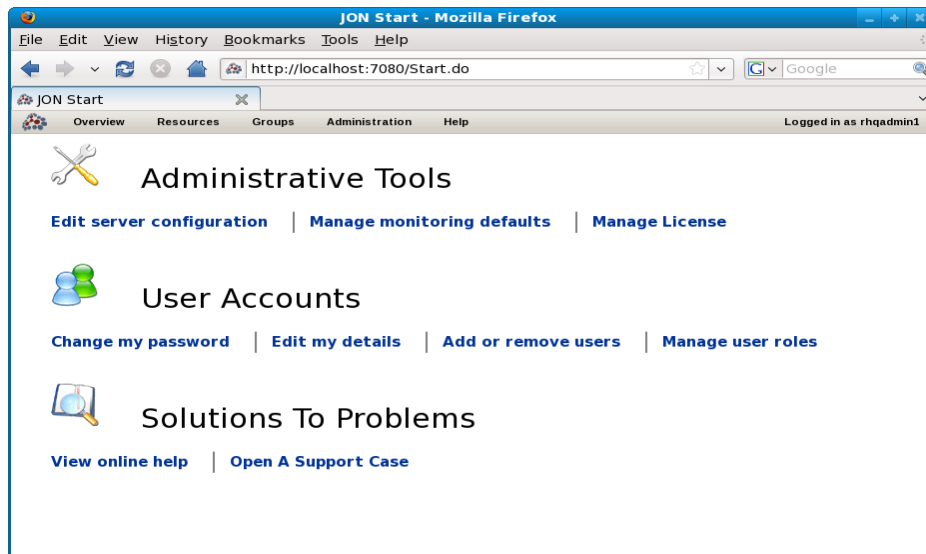 JON Start - Mozilla Firefox
File Edit View History Bookmarks Tools Help
http://localhost:7080/Start.do
G Google
JON Start
Overview Resources Groups Administration Help Logged in as rhqadmin1
Administrative Tools
Edit server configuration | Manage monitoring defaults | Manage License
User Accounts
Change my password | Edit my details | Add or remove users | Manage user roles
Solutions To Problems
View online help | Open A Support Case